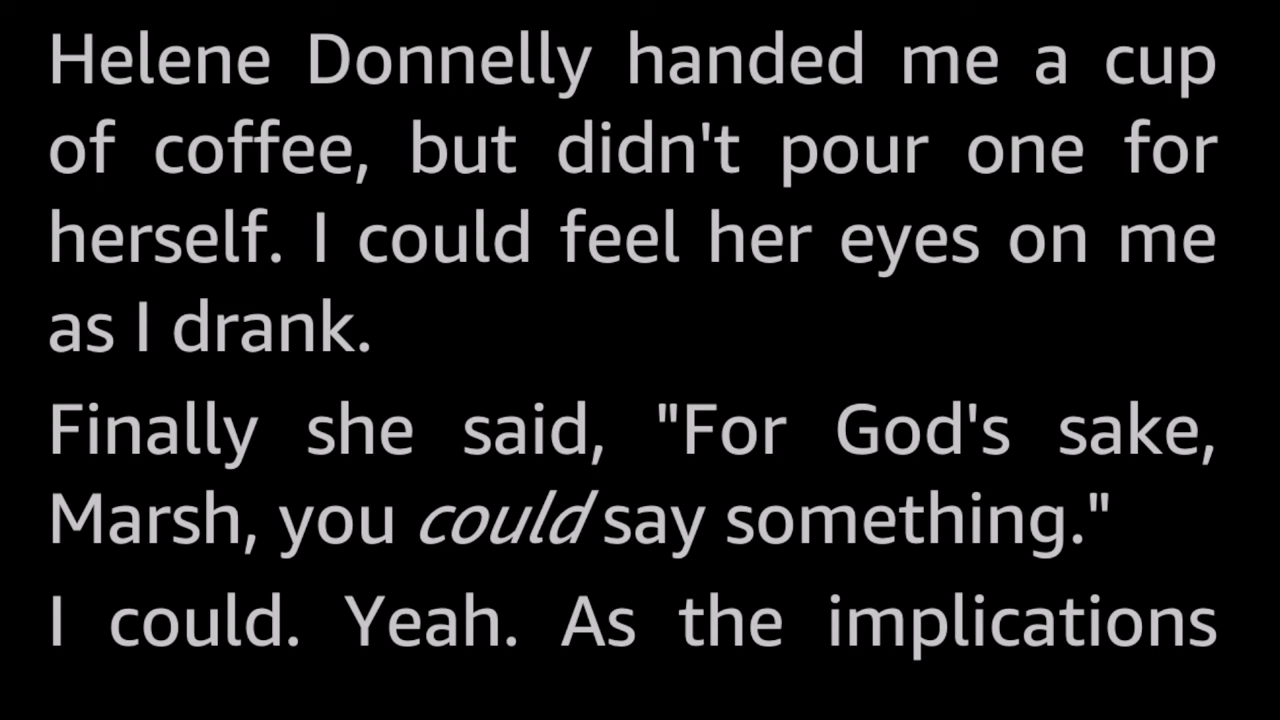 Helene Donnelly handed me a cup
of coffee, but didn't pour one for
herself. I could feel her eyes on me
as I drank.
Finally she said, "For God's sake,
Marsh, you could say something."
I could. Yeah. As the implications